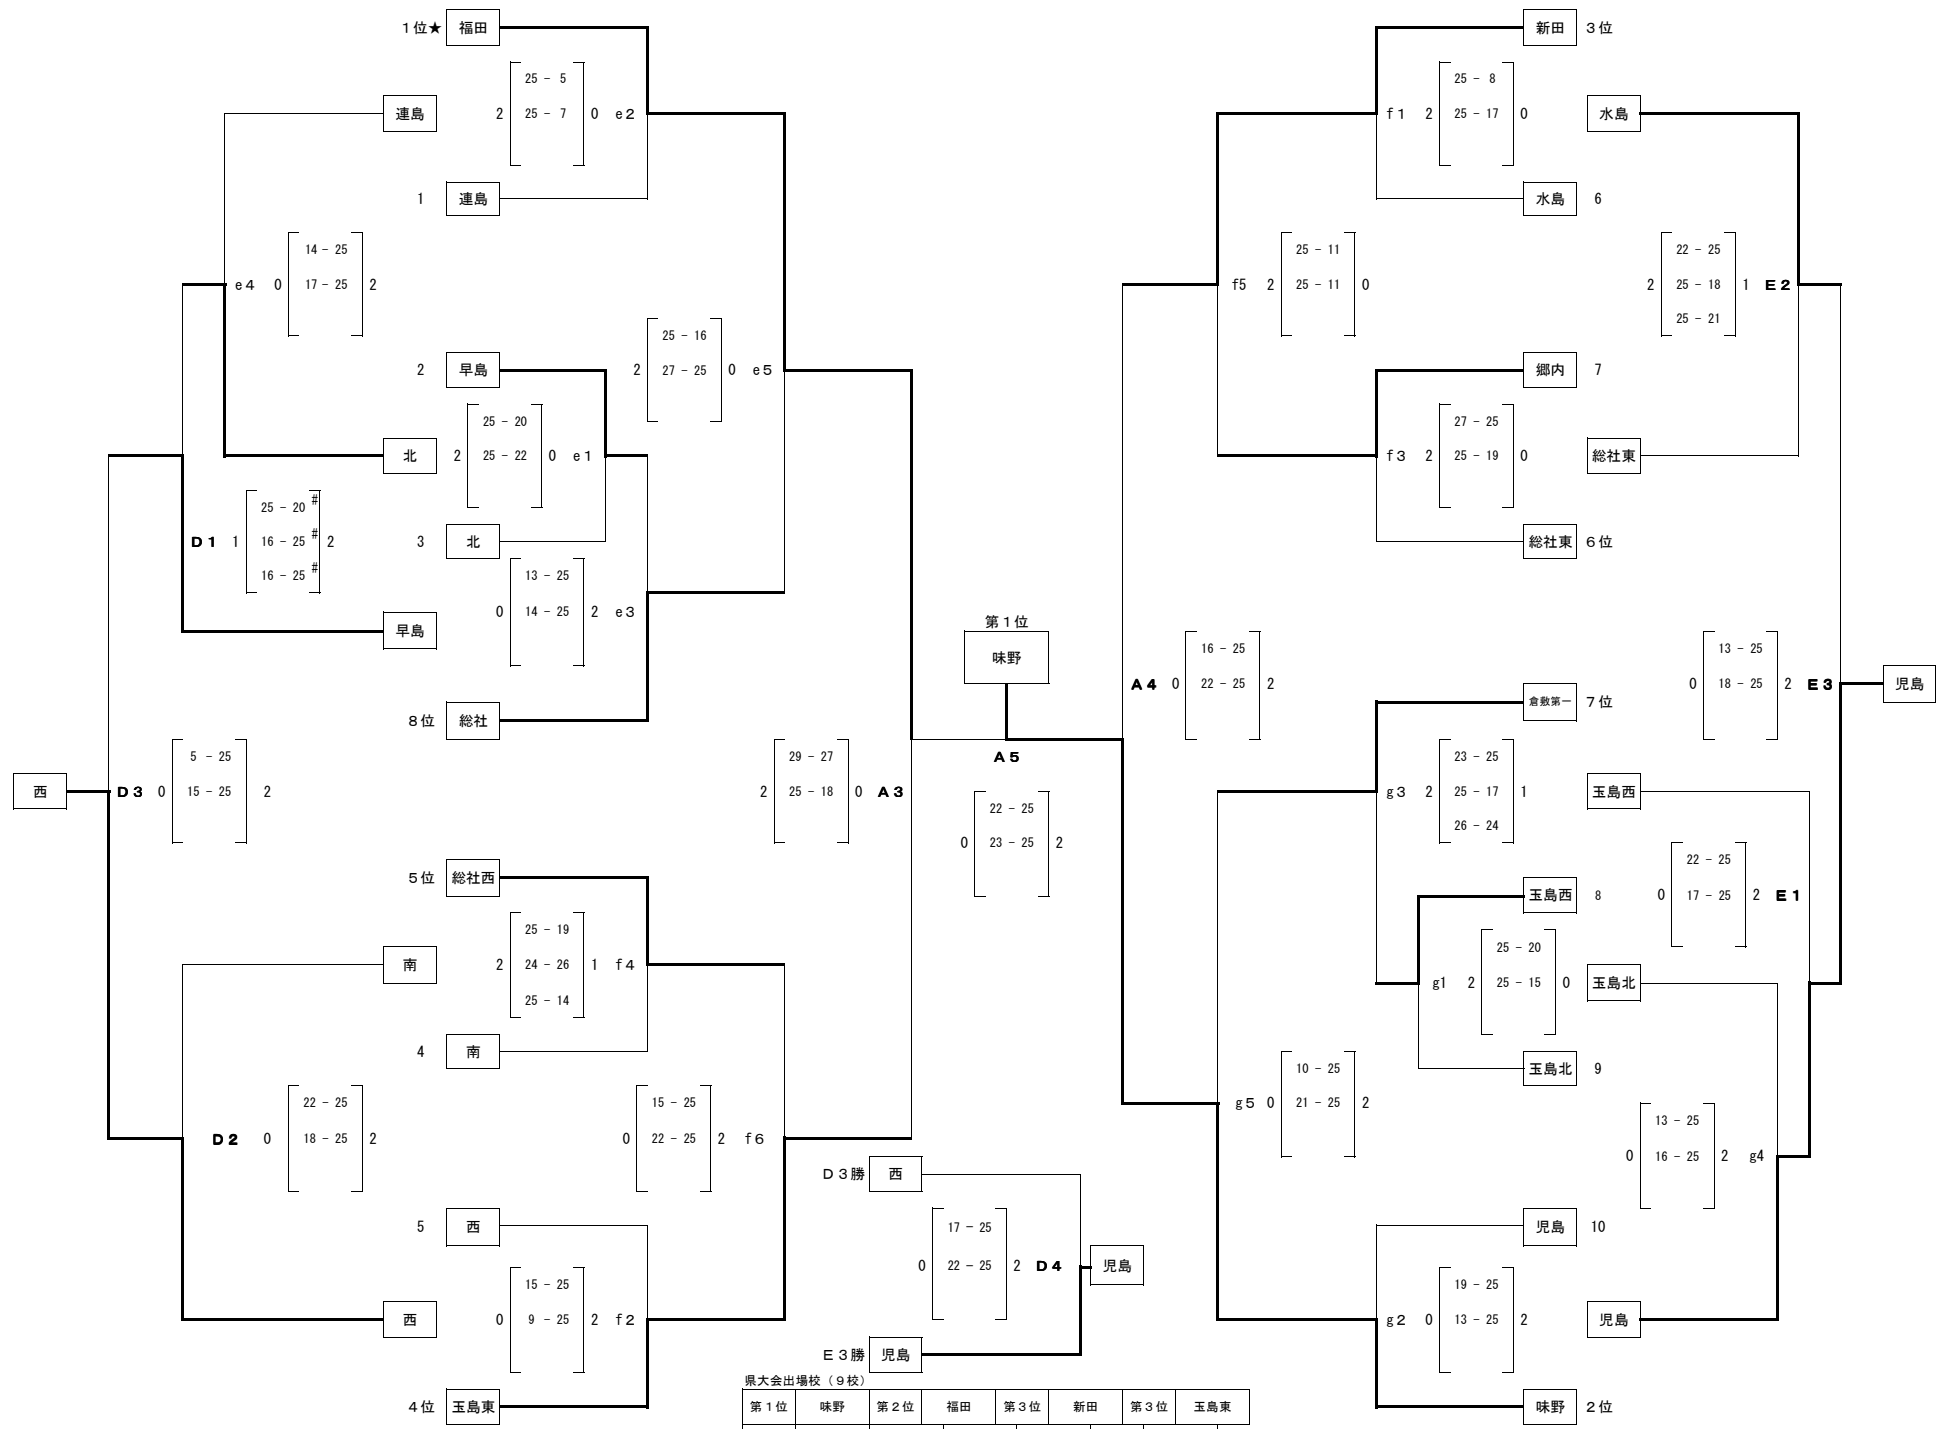 1位★ 福田
25 - 5
2 25 - 7 0 e2
連島
1 連島
14 - 25
e4 0 17 - 25 2
2 早島
25 - 16
2 27 - 25 0 e5
25 - 20
2 25 - 22 0 e1
北
3 北
25 - 20 #
D1 1 16 - 25 # 2
16 - 25 #
13 - 25
0 14 - 25 2 e3
早島
8位 総社
西
5 - 25
D3 0 15 - 25 2
29 - 27
2 25 - 18 0 A3
5位 総社西
25 - 19
2 24 - 26 1 f4
25 - 14
南
4 南
22 - 25
D2 0 18 - 25 2
15 - 25
0 22 - 25 2 f6
5 西
15 - 25
0 9 - 25 2 f2
西
4位 玉島東
第1位
味野
A5
22 - 25
0 23 - 25 2
D3勝 西
17 - 25
0 22 - 25 2 D4
児島
E3勝 児島
新田 3位
25 - 8
f1 2 25 - 17 0
水島
水島 6
25 - 11
f5 2 25 - 11 0
22 - 25
2 25 - 18 1 E2
25 - 21
郷内 7
27 - 25
f3 2 25 - 19 0
総社東
総社東 6位
16 - 25
A4 0 22 - 25 2
13 - 25
0 18 - 25 2 E3
児島
倉敷第一 7位
23 - 25
g3 2 25 - 17 1
26 - 24
玉島西
玉島西 8
22 - 25
0 17 - 25 2 E1
25 - 20
g1 2 25 - 15 0
玉島北
玉島北 9
10 - 25
g5 0 21 - 25 2
13 - 25
0 16 - 25 2 g4
児島 10
19 - 25
g2 0 13 - 25 2
児島
味野 2位
県大会出場校（9校）
第1位 味野 第2位 福田 第3位 新田 第3位 玉島東